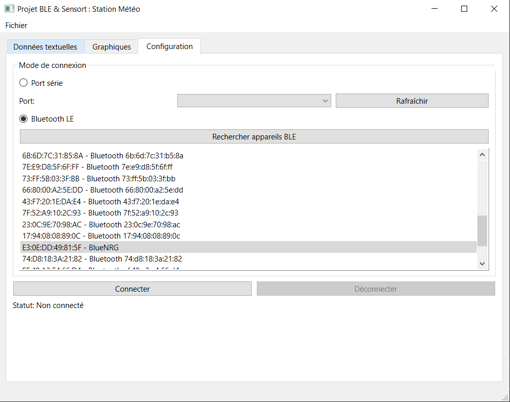 Projet BLE & Sensort : Station Météo
Fichier
Données textuelles Graphiques Configuration
Mode de connexion
Port série
Port: Rafraîchir
Bluetooth LE
Rechercher appareils BLE
6B:6D:7C:31:B5:8A - Bluetooth 6b:6d:7c:31:b5:8a
7E:E9:D8:5F:6F:FF - Bluetooth 7e:e9:d8:5f:6f:ff
73:FF:5B:03:3F:BB - Bluetooth 73:ff:5b:03:3f:bb
66:80:00:A2:5E:DD - Bluetooth 66:80:00:a2:5e:dd
43:F7:20:1E:DA:E4 - Bluetooth 43:f7:20:1e:da:e4
7F:52:A9:10:2C:93 - Bluetooth 7f:52:a9:10:2c:93
23:0C:9E:70:98:AC - Bluetooth 23:0c:9e:70:98:ac
17:94:08:08:89:0C - Bluetooth 17:94:08:08:89:0c
E3:0E:DD:49:81:5F - BlueNRG
74:D8:18:3A:21:82 - Bluetooth 74:d8:18:3a:21:82
Connecter Déconnecter
Statut: Non connecté